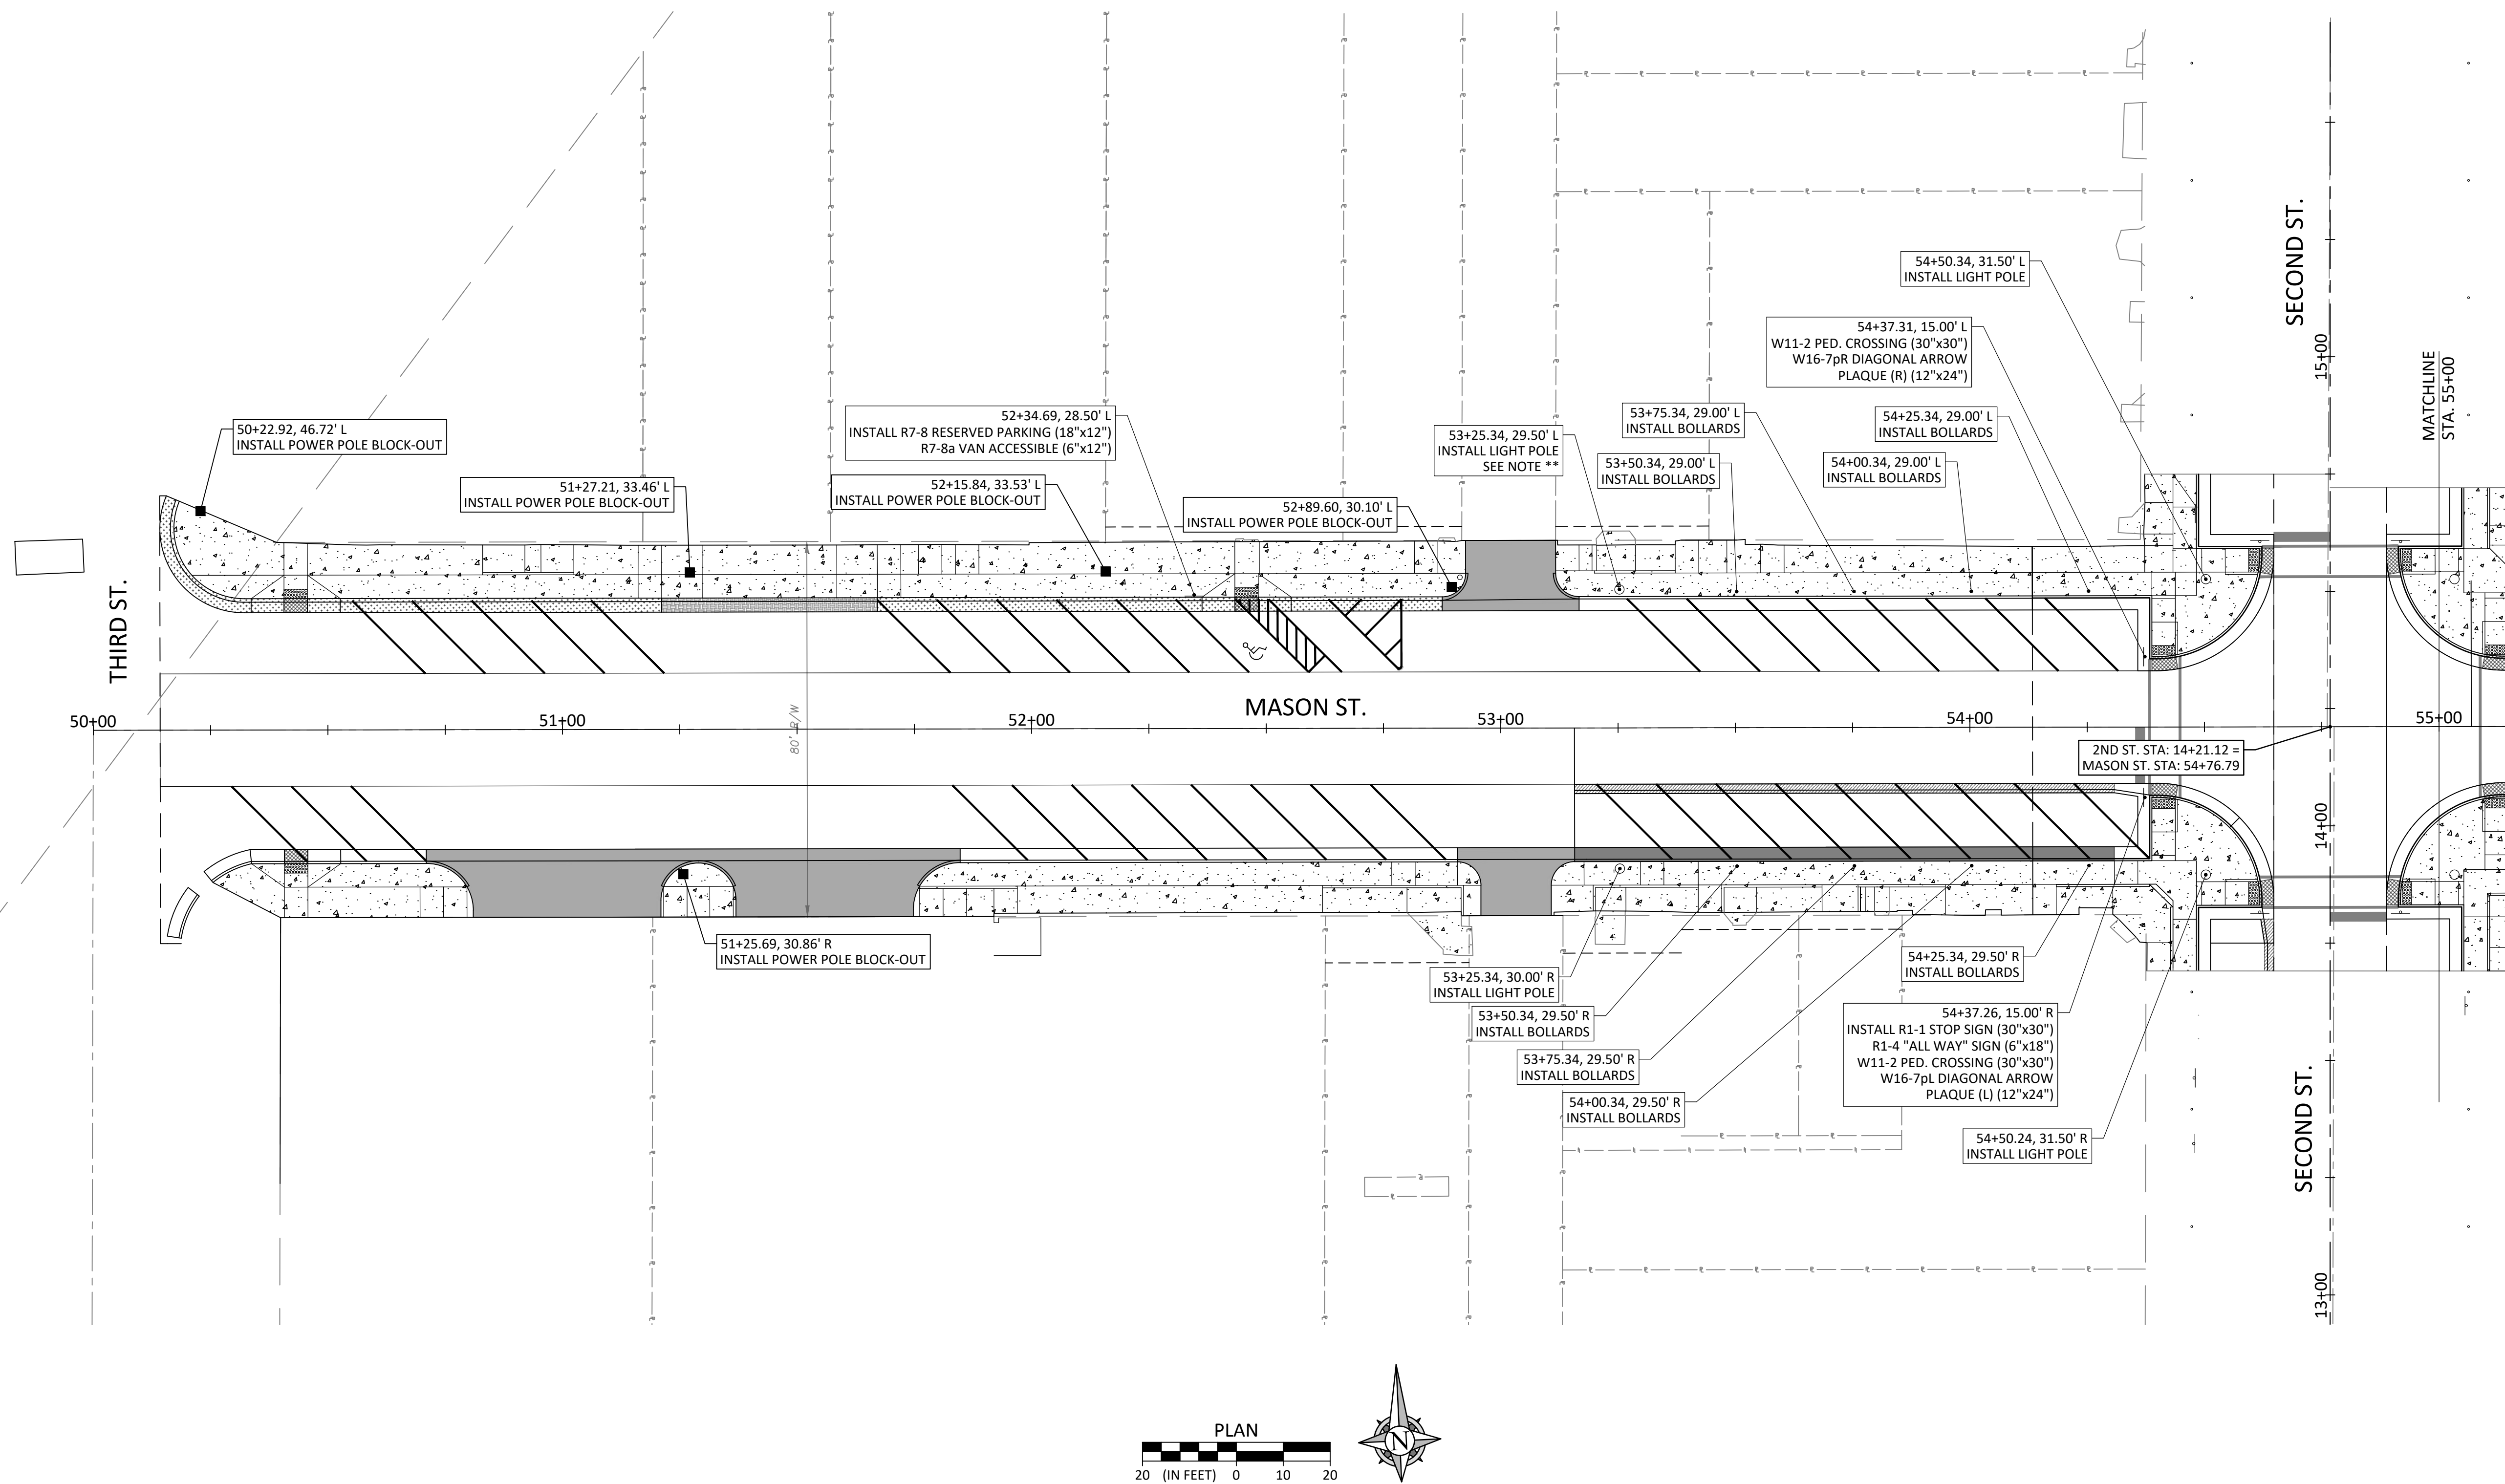 54+50.34, 31.50' L
INSTALL LIGHT POLE
SECOND ST.
54+37.31, 15.00' L
W11-2 PED. CROSSING (30"x30")
W16-7pR DIAGONAL ARROW
PLAQUE (R) (12"x24")
15+00
MATCHLINE
STA. 55+00
50+22.92, 46.72' L
INSTALL POWER POLE BLOCK-OUT
52+34.69, 28.50' L
INSTALL R7-8 RESERVED PARKING (18"x12")
R7-8a VAN ACCESSIBLE (6"x12")
53+75.34, 29.00' L
INSTALL BOLLARDS
54+25.34, 29.00' L
INSTALL BOLLARDS
53+25.34, 29.50' L
INSTALL LIGHT POLE
SEE NOTE **
53+50.34, 29.00' L
INSTALL BOLLARDS
54+00.34, 29.00' L
INSTALL BOLLARDS
51+27.21, 33.46' L
INSTALL POWER POLE BLOCK-OUT
52+15.84, 33.53' L
INSTALL POWER POLE BLOCK-OUT
52+89.60, 30.10' L
INSTALL POWER POLE BLOCK-OUT
THIRD ST.
MASON ST.
50+00
51+00
52+00
53+00
54+00
55+00
80' R/W
2ND ST. STA: 14+21.12 =
MASON ST. STA: 54+76.79
14+00
51+25.69, 30.86' R
INSTALL POWER POLE BLOCK-OUT
53+25.34, 30.00' R
INSTALL LIGHT POLE
54+25.34, 29.50' R
INSTALL BOLLARDS
53+50.34, 29.50' R
INSTALL BOLLARDS
54+37.26, 15.00' R
INSTALL R1-1 STOP SIGN (30"x30")
R1-4 "ALL WAY" SIGN (6"x18")
W11-2 PED. CROSSING (30"x30")
W16-7pL DIAGONAL ARROW
PLAQUE (L) (12"x24")
53+75.34, 29.50' R
INSTALL BOLLARDS
54+00.34, 29.50' R
INSTALL BOLLARDS
54+50.24, 31.50' R
INSTALL LIGHT POLE
SECOND ST.
13+00
PLAN
20 (IN FEET) 0 10 20
N